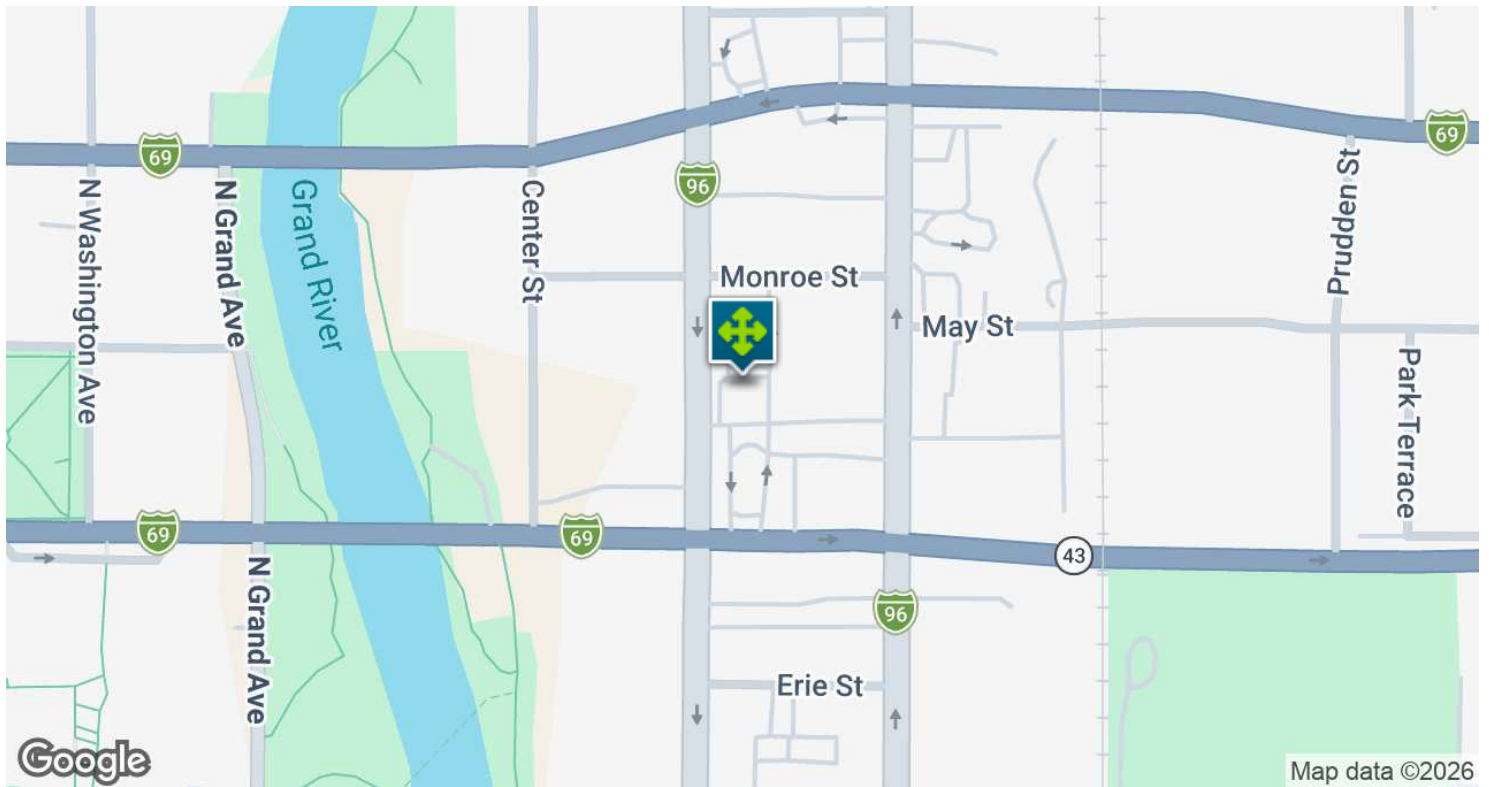 69
69
96
N Washington Ave
N Grand Ave
Grand River
Center St
Prudden St
Monroe St
May St
Park Terrace
69
69
43
N Grand Ave
96
Erie St
Google
Map data ©2026